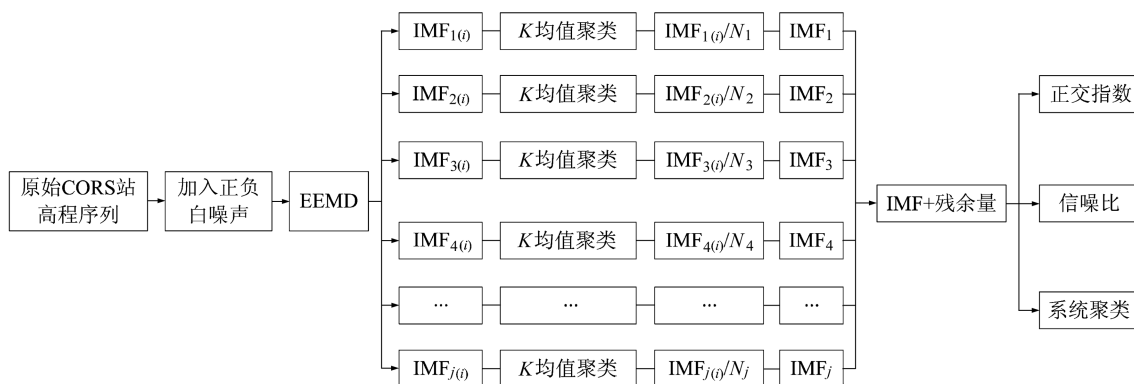 IMF1(i) K均值聚类 IMF1(i)/N1 IMF1
IMF2(i) K均值聚类 IMF2(i)/N2 IMF2
正交指数
IMF3(i) K均值聚类 IMF3(i)/N3 IMF3
原始CORS站
高程序列
加入正负
白噪声
EEMD
IMF+残余量
信噪比
IMF4(i) K均值聚类 IMF4(i)/N4 IMF4
... ... ... ...
系统聚类
IMFj(i) K均值聚类 IMFj(i)/Nj IMFj